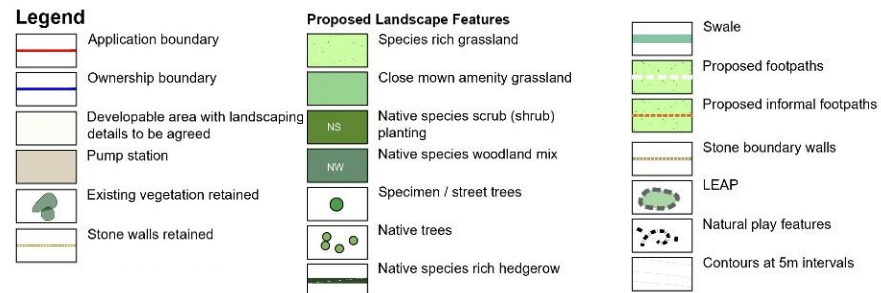 Legend
Application boundary
Ownership boundary
Developable area with landscaping
details to be agreed
Pump station
Existing vegetation retained
Stone walls retained
Proposed Landscape Features
Species rich grassland
Close mown amenity grassland
NS
Native species scrub (shrub)
planting
NW
Native species woodland mix
Specimen / street trees
Native trees
Native species rich hedgerow
Swale
Proposed footpaths
Proposed informal footpaths
Stone boundary walls
LEAP
Natural play features
Contours at 5m intervals